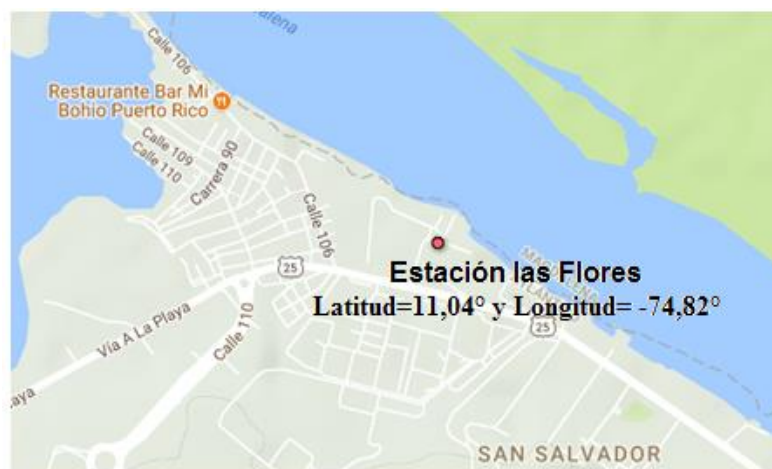 Calle 106
Restaurante Bar Mi
Bohio Puerto Rico
Calle 109
Calle 110
Carrera 90
Calle 106
25
Estación las Flores
Latitud=11,04° y Longitud= -74,82°
25
Vía A La Playa
Calle 110
SAN SALVADOR